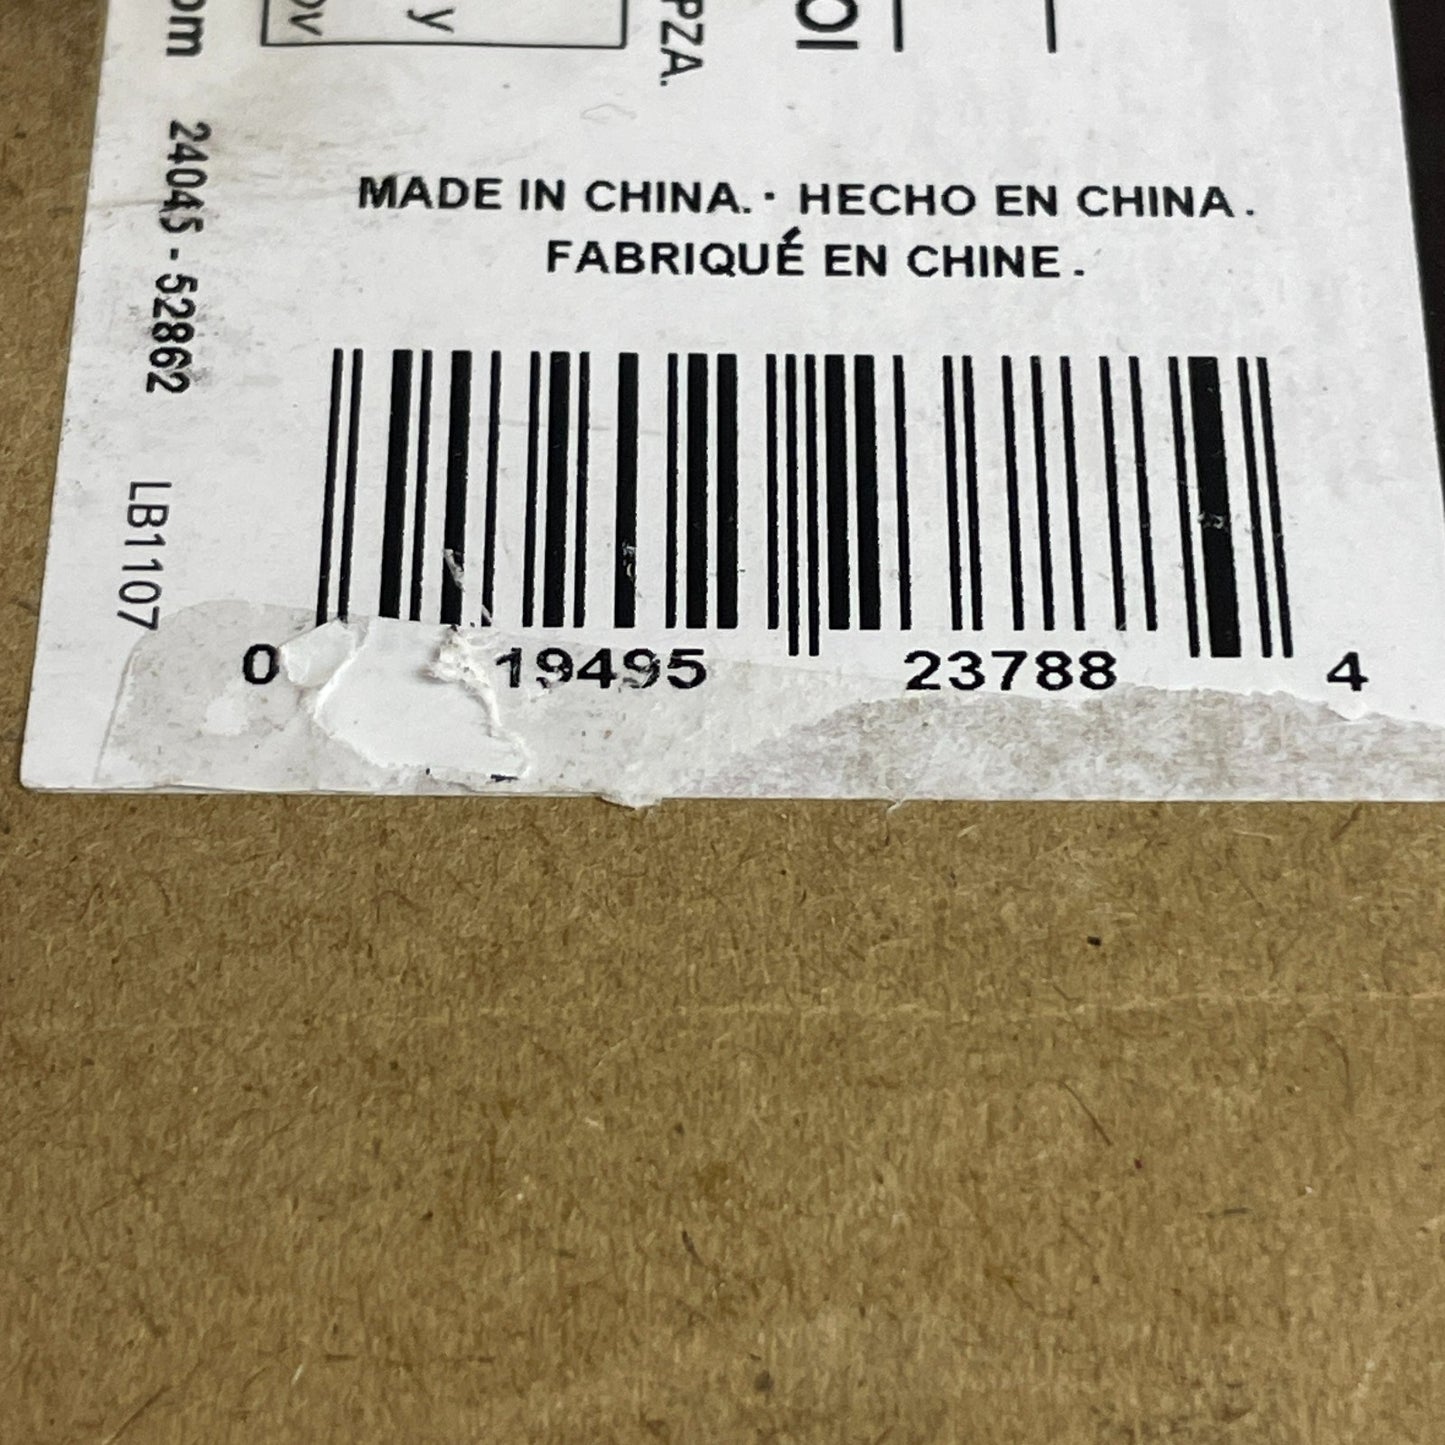 MADE IN CHINA. · HECHO EN CHINA.
FABRIQUÉ EN CHINE.
0 19495 23788 4
24045 - 52862
LB1107
PZA.
y